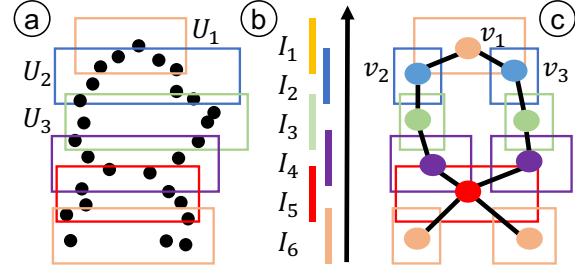 a
U₁
U₂
U₃
b
I₁
I₂
I₃
I₄
I₅
I₆
c
v₁
v₂
v₃